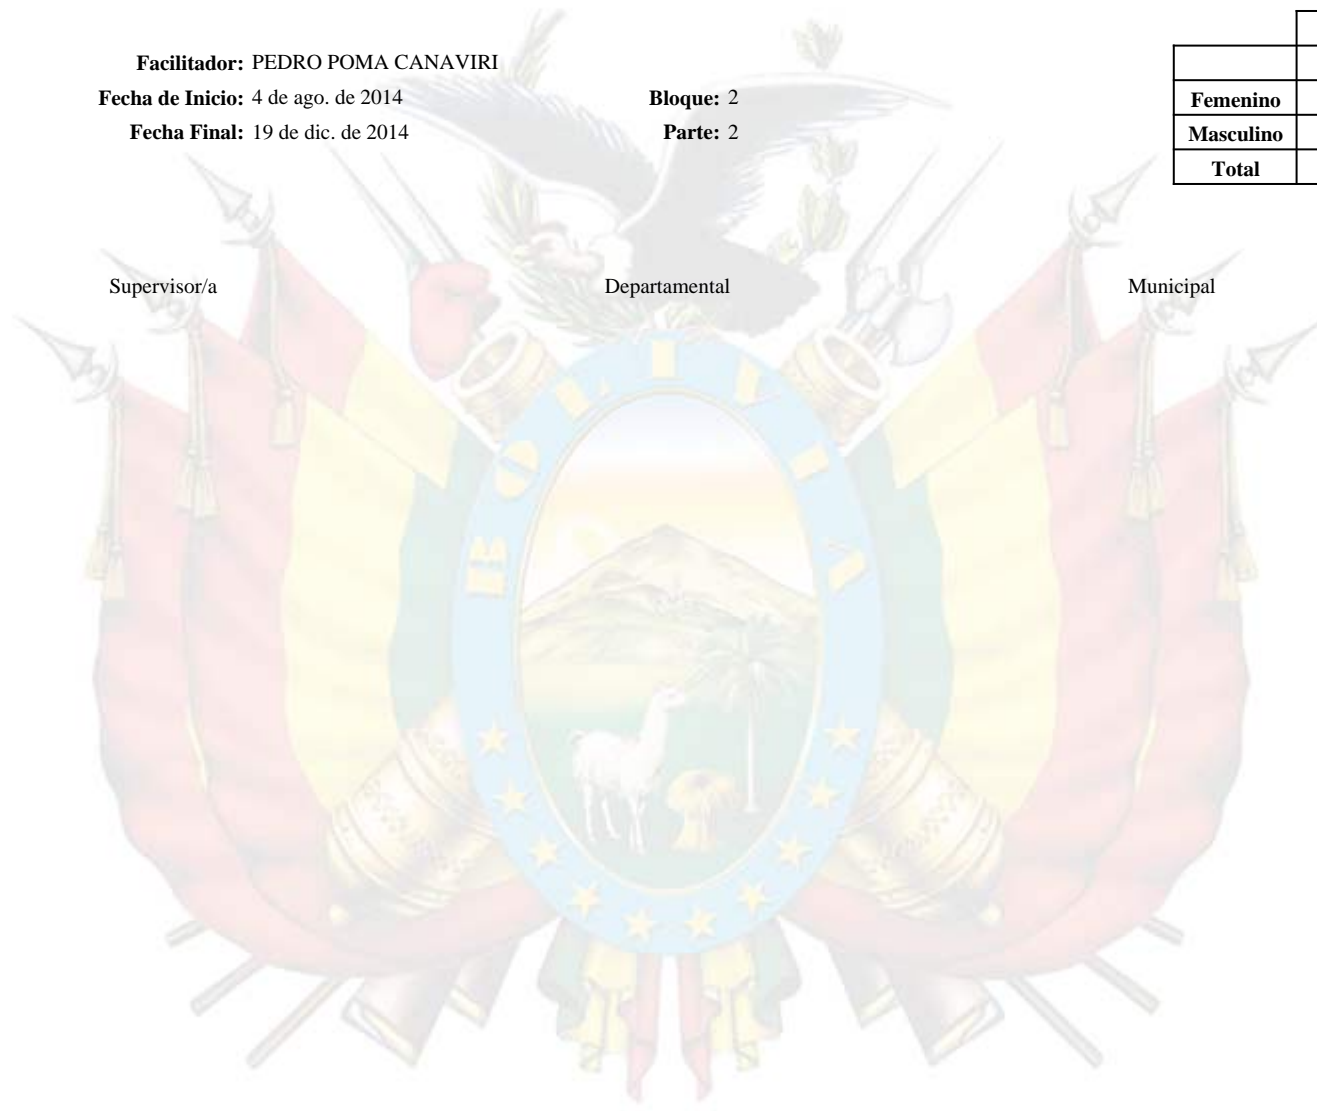 Facilitador: PEDRO POMA CANAVIRI
Fecha de Inicio: 4 de ago. de 2014 Bloque: 2
Fecha Final: 19 de dic. de 2014 Parte: 2
Femenino
Masculino
Total
Supervisor/a Departamental Municipal
BOLIVIA